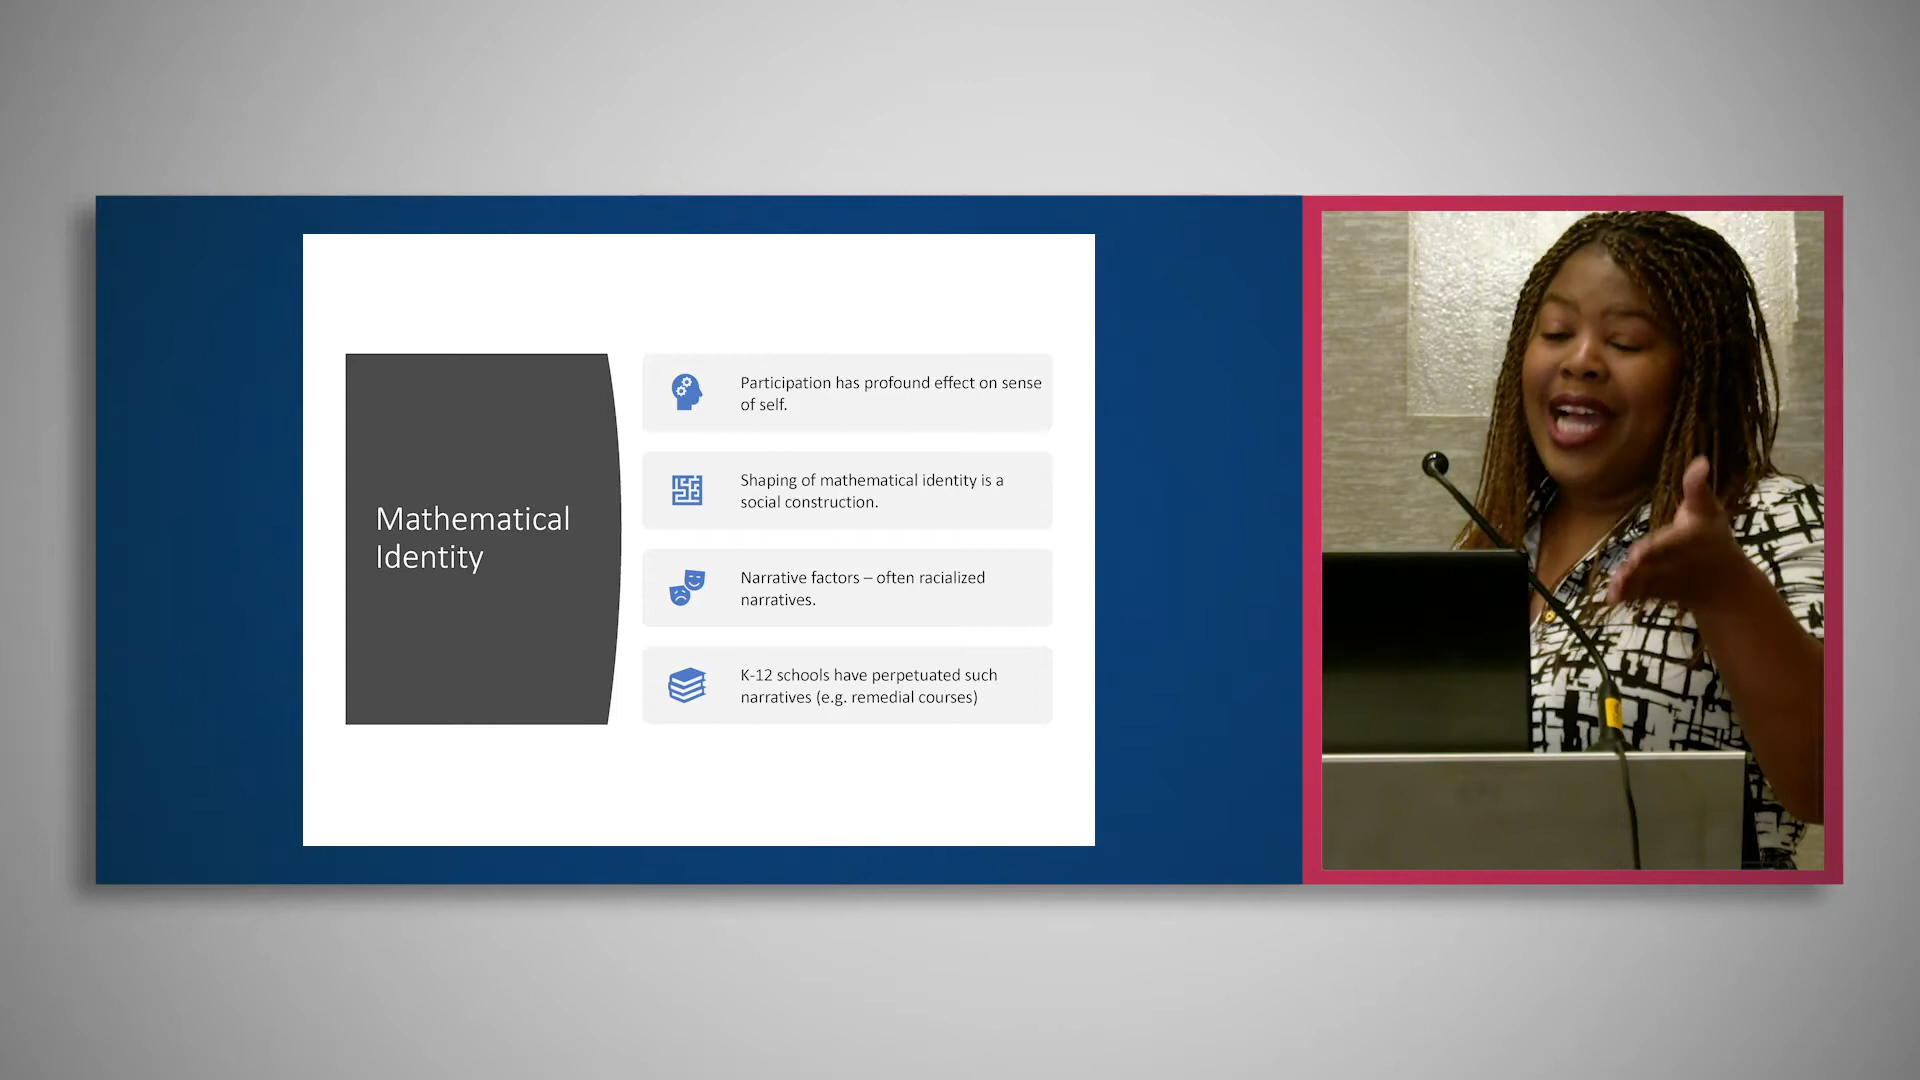 Mathematical
Identity
Participation has profound effect on sense
of self.
Shaping of mathematical identity is a
social construction.
Narrative factors – often racialized
narratives.
K-12 schools have perpetuated such
narratives (e.g. remedial courses)